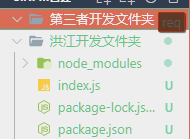 第三者开发文件夹
req
洪江开发文件夹
node_modules
index.js U
package-lock.js... U
package.json U